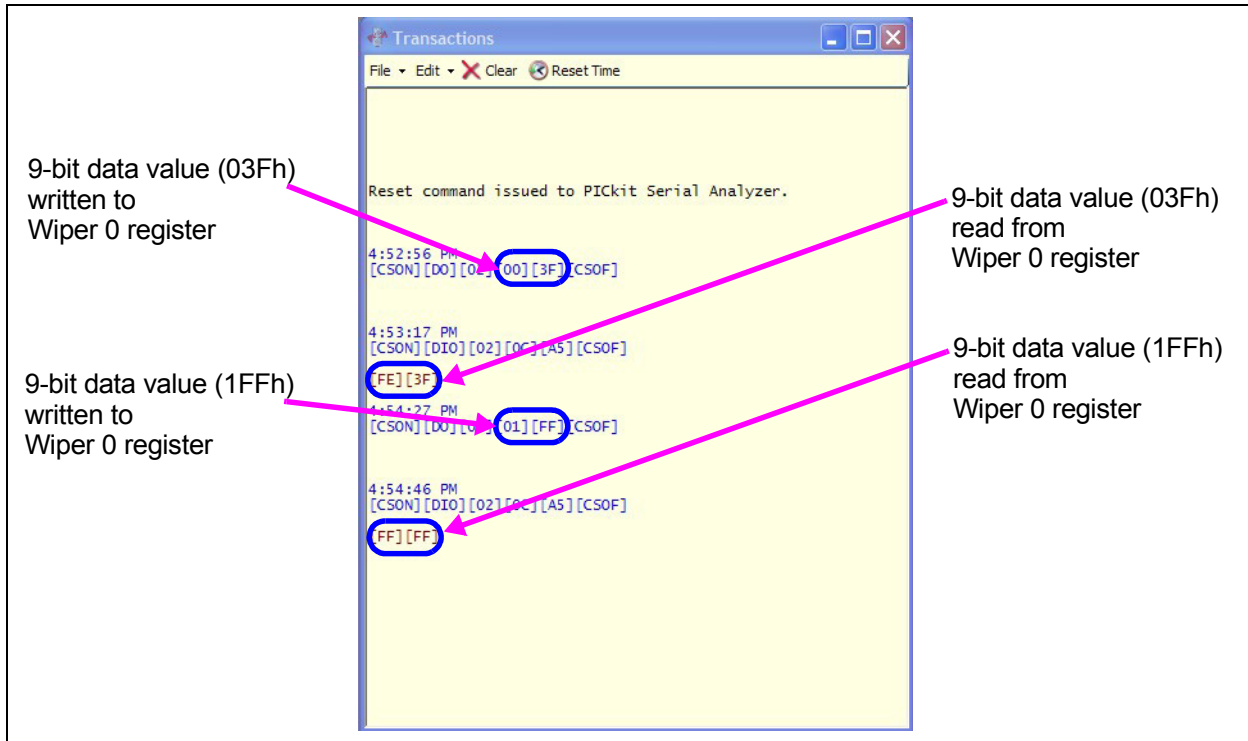 Transactions
File Edit Clear Reset Time
Reset command issued to PICkit Serial Analyzer.
9-bit data value (03Fh)
written to
Wiper 0 register
9-bit data value (03Fh)
read from
Wiper 0 register
4:52:56 PM
[CSON][DO][02][00][3F][CSOF]
4:53:17 PM
[CSON][DIO][02][0C][A5][CSOF]
[FE][3F]
9-bit data value (1FFh)
read from
Wiper 0 register
9-bit data value (1FFh)
written to
Wiper 0 register
4:54:27 PM
[CSON][DO][01][FF][CSOF]
4:54:46 PM
[CSON][DIO][02][0C][A5][CSOF]
[FF][FF]